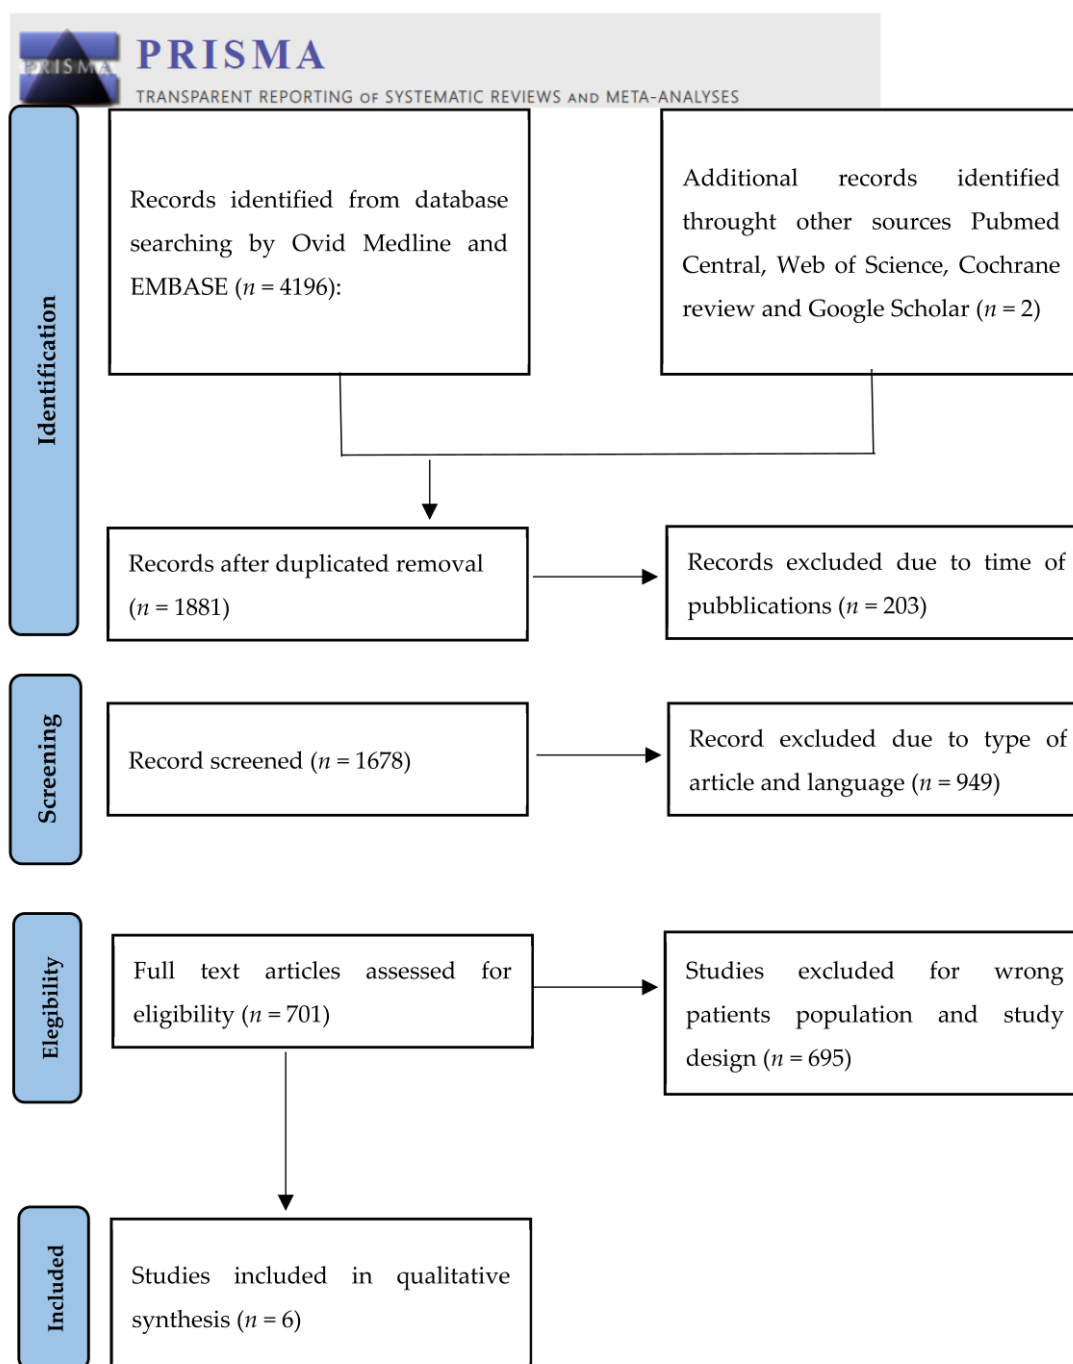 PRISMA
PRISMA
TRANSPARENT REPORTING OF SYSTEMATIC REVIEWS AND META-ANALYSES
Identification
Records identified from database
searching by Ovid Medline and
EMBASE (n = 4196):
Additional records identified
throught other sources Pubmed
Central, Web of Science, Cochrane
review and Google Scholar (n = 2)
Records after duplicated removal
(n = 1881)
Records excluded due to time of
pubblications (n = 203)
Screening
Record screened (n = 1678)
Record excluded due to type of
article and language (n = 949)
Elegibility
Full text articles assessed for
eligibility (n = 701)
Studies excluded for wrong
patients population and study
design (n = 695)
Included
Studies included in qualitative
synthesis (n = 6)